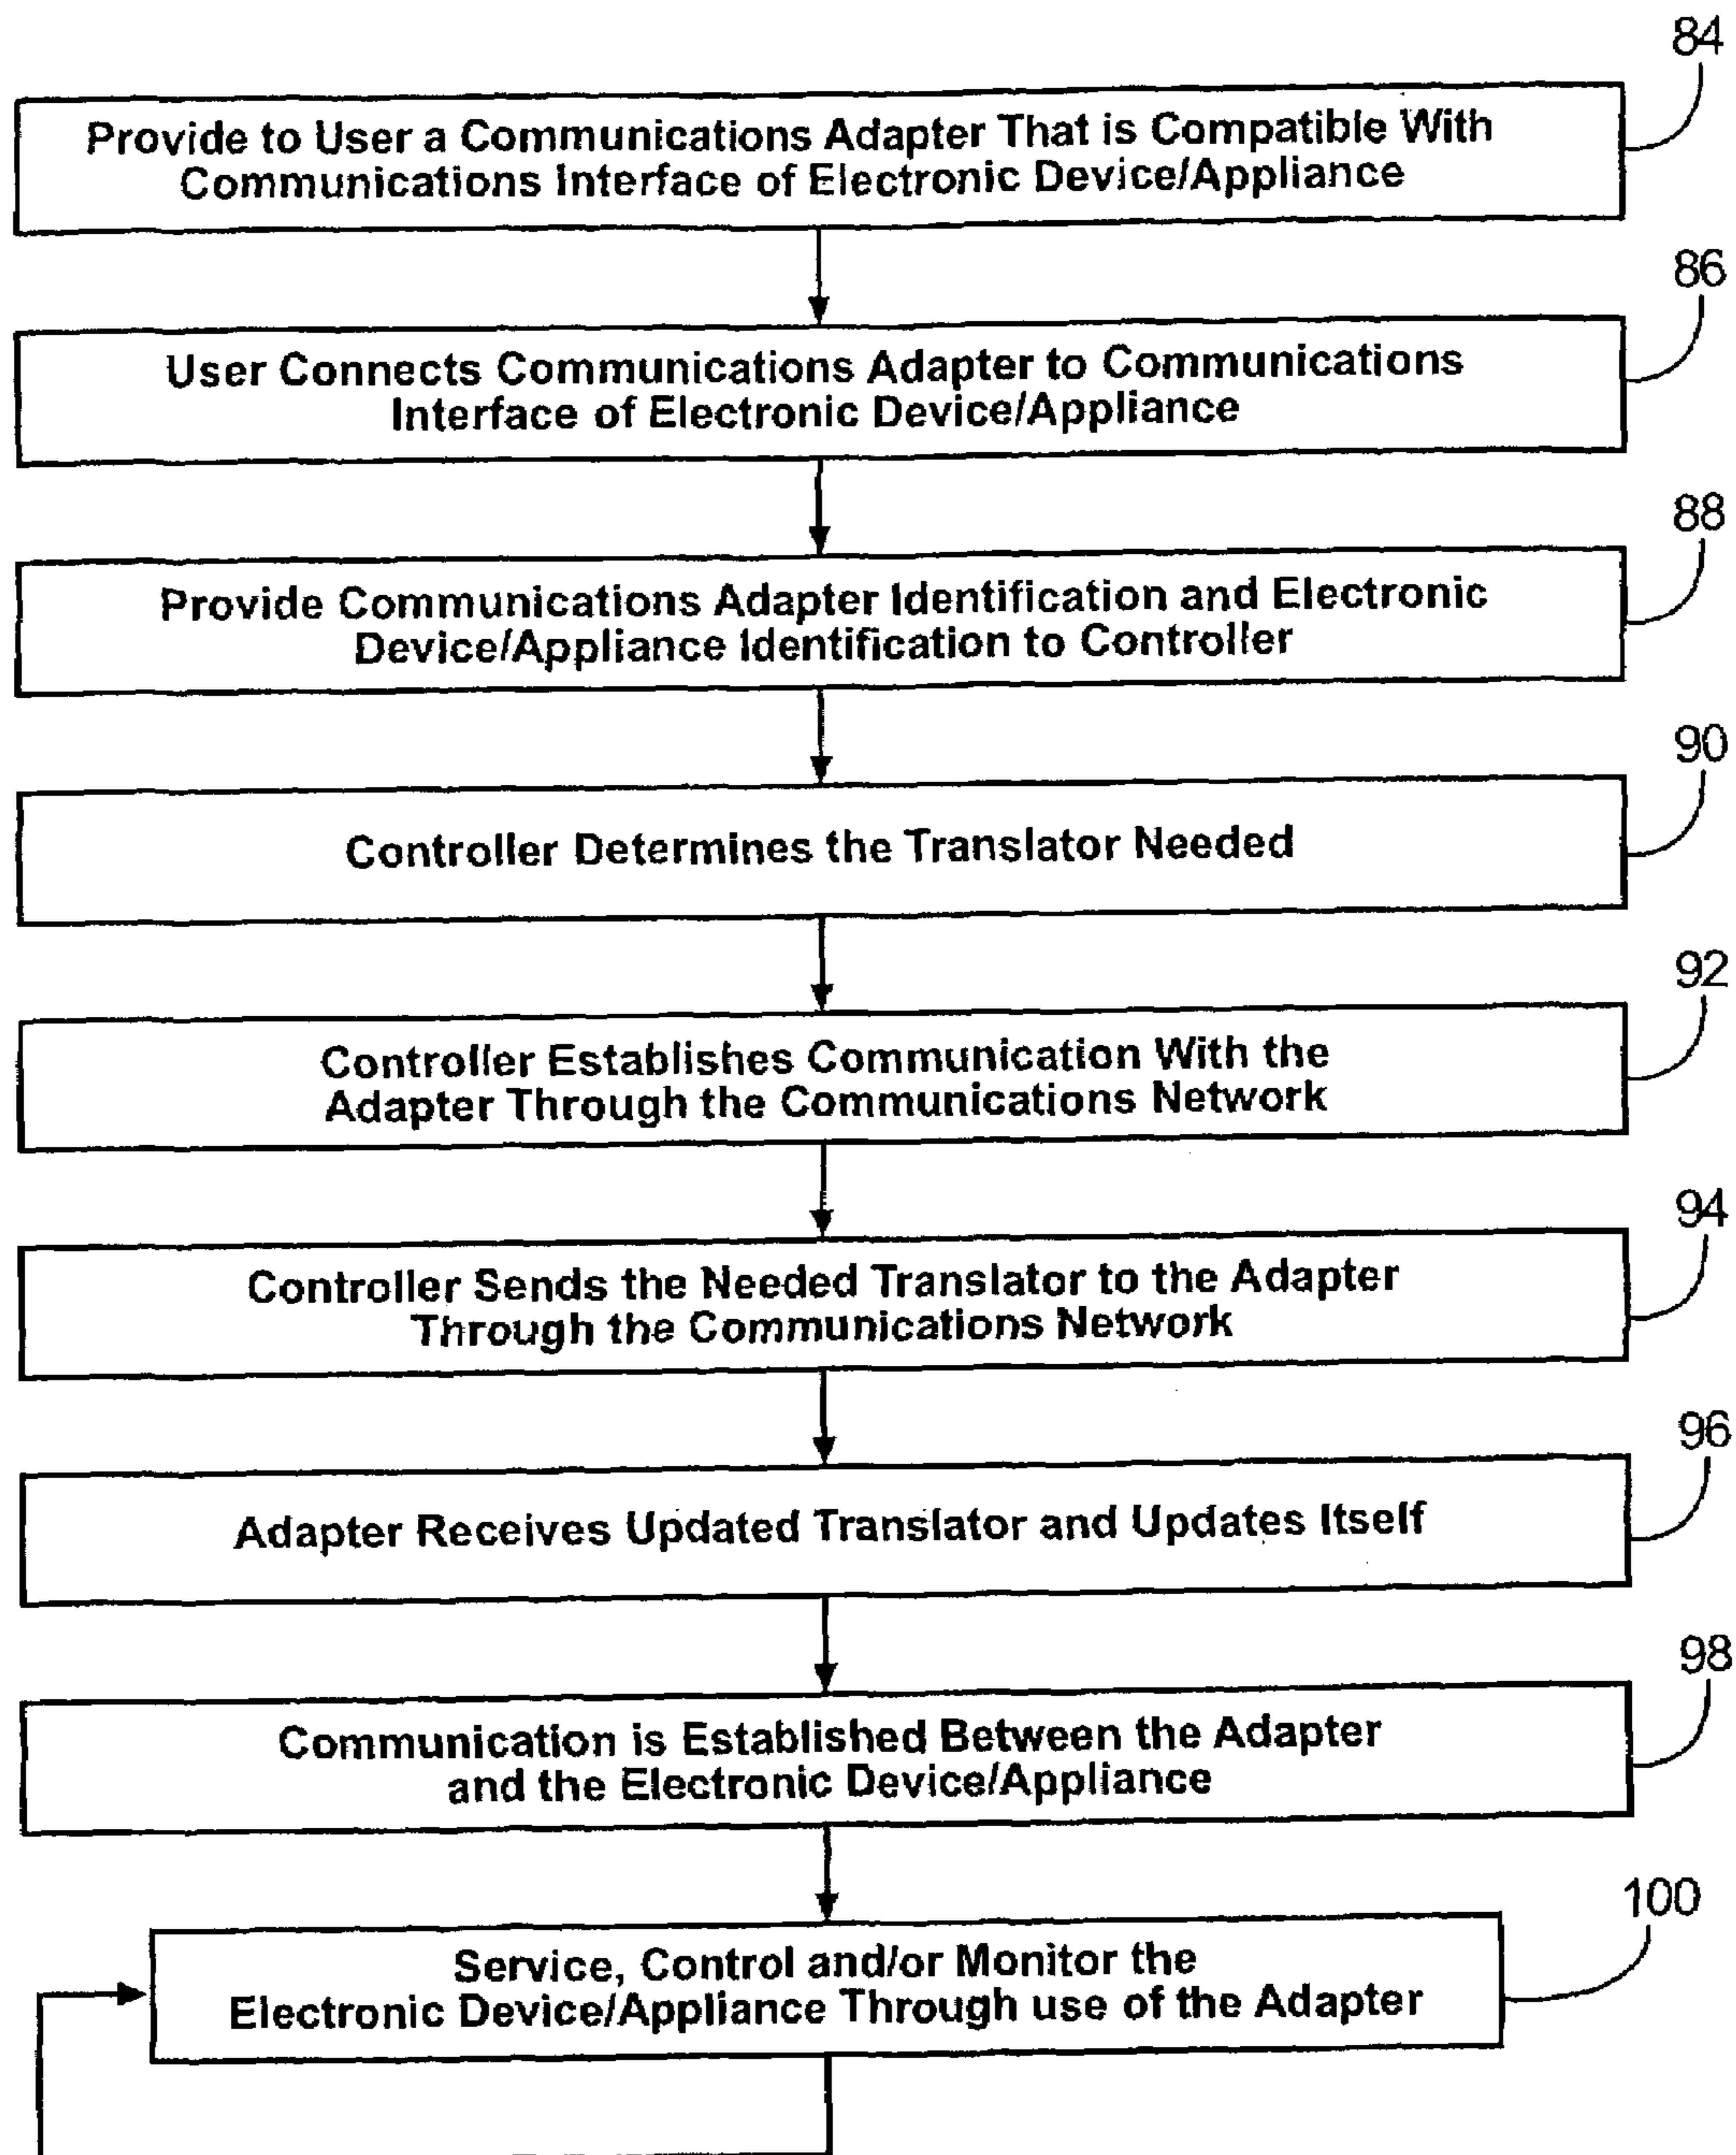 84
Provide to User a Communications Adapter That is Compatible With
Communications Interface of Electronic Device/Appliance
86
User Connects Communications Adapter to Communications
Interface of Electronic Device/Appliance
88
Provide Communications Adapter Identification and Electronic
Device/Appliance Identification to Controller
90
Controller Determines the Translator Needed
92
Controller Establishes Communication With the
Adapter Through the Communications Network
94
Controller Sends the Needed Translator to the Adapter
Through the Communications Network
96
Adapter Receives Updated Translator and Updates Itself
98
Communication is Established Between the Adapter
and the Electronic Device/Appliance
100
Service, Control and/or Monitor the
Electronic Device/Appliance Through use of the Adapter